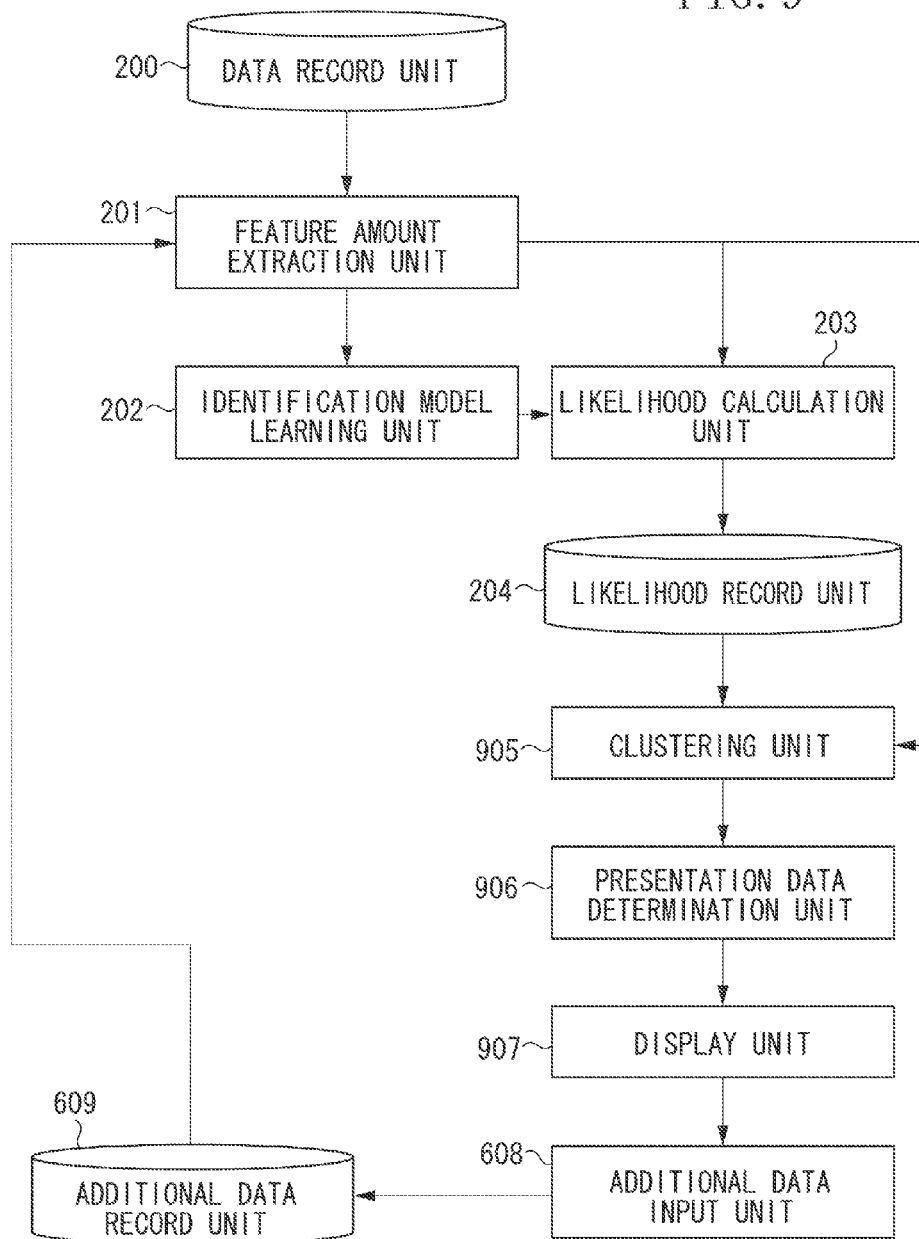 FIG. 9
200
DATA RECORD UNIT
201
FEATURE AMOUNT
EXTRACTION UNIT
203
202
IDENTIFICATION MODEL
LEARNING UNIT
LIKELIHOOD CALCULATION
UNIT
204
LIKELIHOOD RECORD UNIT
905
CLUSTERING UNIT
906
PRESENTATION DATA
DETERMINATION UNIT
907
DISPLAY UNIT
609
ADDITIONAL DATA
RECORD UNIT
608
ADDITIONAL DATA
INPUT UNIT